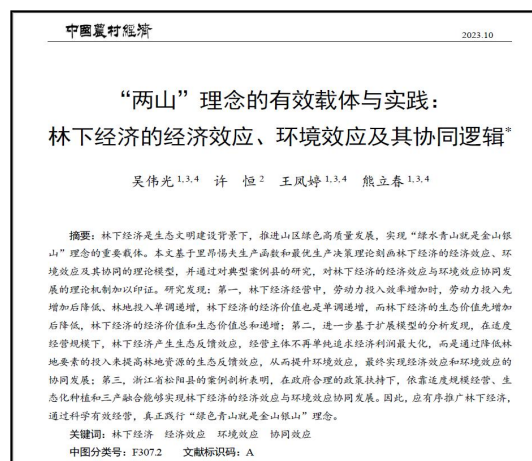 中國農村經濟
2023.10
“两山”理念的有效载体与实践：
林下经济的经济效应、环境效应及其协同逻辑*
吴伟光1,3,4 许 恒2 王凤婷1,3,4 熊立春1,3,4
摘要：林下经济是生态文明建设背景下，推进山区绿色高质量发展，实现“绿水青山就是金山银
山”理念的重要载体。本文基于里昂惕夫生产函数和最优生产决策理论刻画林下经济的经济效应、环
境效应及其协同的理论模型，并通过对典型案例县的研究，对林下经济的经济效应与环境效应协同发
展的理论机制加以印证。研究发现：第一，林下经济中，劳动力投入效率增加时，劳动力投入先
增加后降低、林地投入单调递增，林下经济的经济价值也是单调递增，而林下经济的生态价值先增加
后降低，林下经济的经济价值和生态价值总和递增；第二，进一步基于扩展模型的分析发现，在适度
经营规模下，林下经济产生生态反馈效应，经营主体不再单纯追求经济利润最大化，而是通过降低林
地要素的投入来提高林地资源的生态反馈效应，从而提升环境效应，最终实现经济效应和环境效应的
协同发展；第三，浙江省松阳县的案例剖析表明，在政府合理的政策扶持下，依靠适度规模经营、生
态化种植和三产融合能够实现林下经济的经济效应与环境效应协同发展。因此，应有序推广林下经济，
通过科学有效经营，真正践行“绿色青山就是金山银山”理念。
关键词：林下经济 经济效应 环境效应 协同效应
中图分类号：F307.2 文献标识码：A